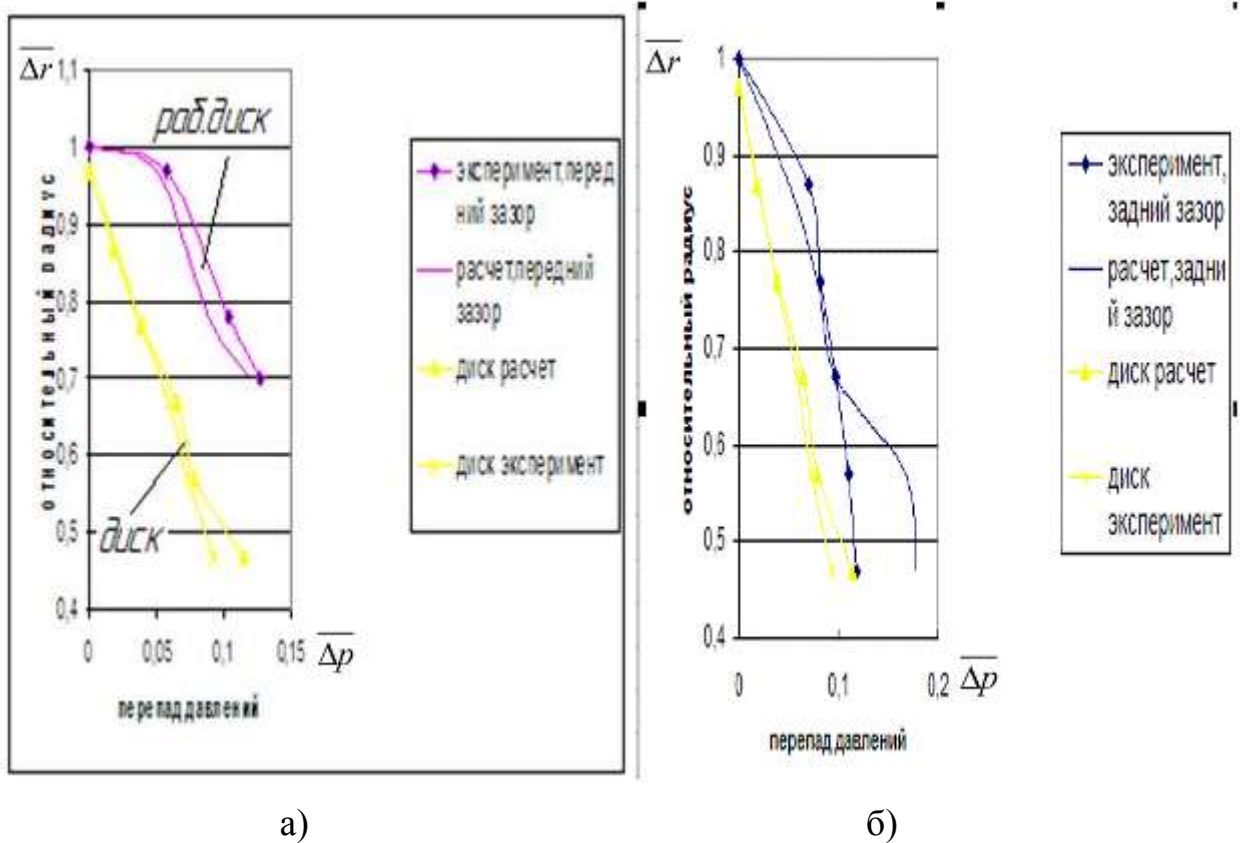 Δr
1,1
1
0,9
0,8
0,7
0,6
0,5
0,4
относительный радиус
раб.диск
диск
0
0,05
0,1
0,15
Δp
перепад давлений
эксперимент,перед
ний зазор
расчет,передний
зазор
диск расчет
диск эксперимент
а)
Δr
1
0,9
0,8
0,7
0,6
0,5
0,4
относительный радиус
0
0,1
0,2
Δp
перепад давлений
эксперимент,
задний зазор
расчет,задни
й зазор
диск расчет
диск
эксперимент
б)